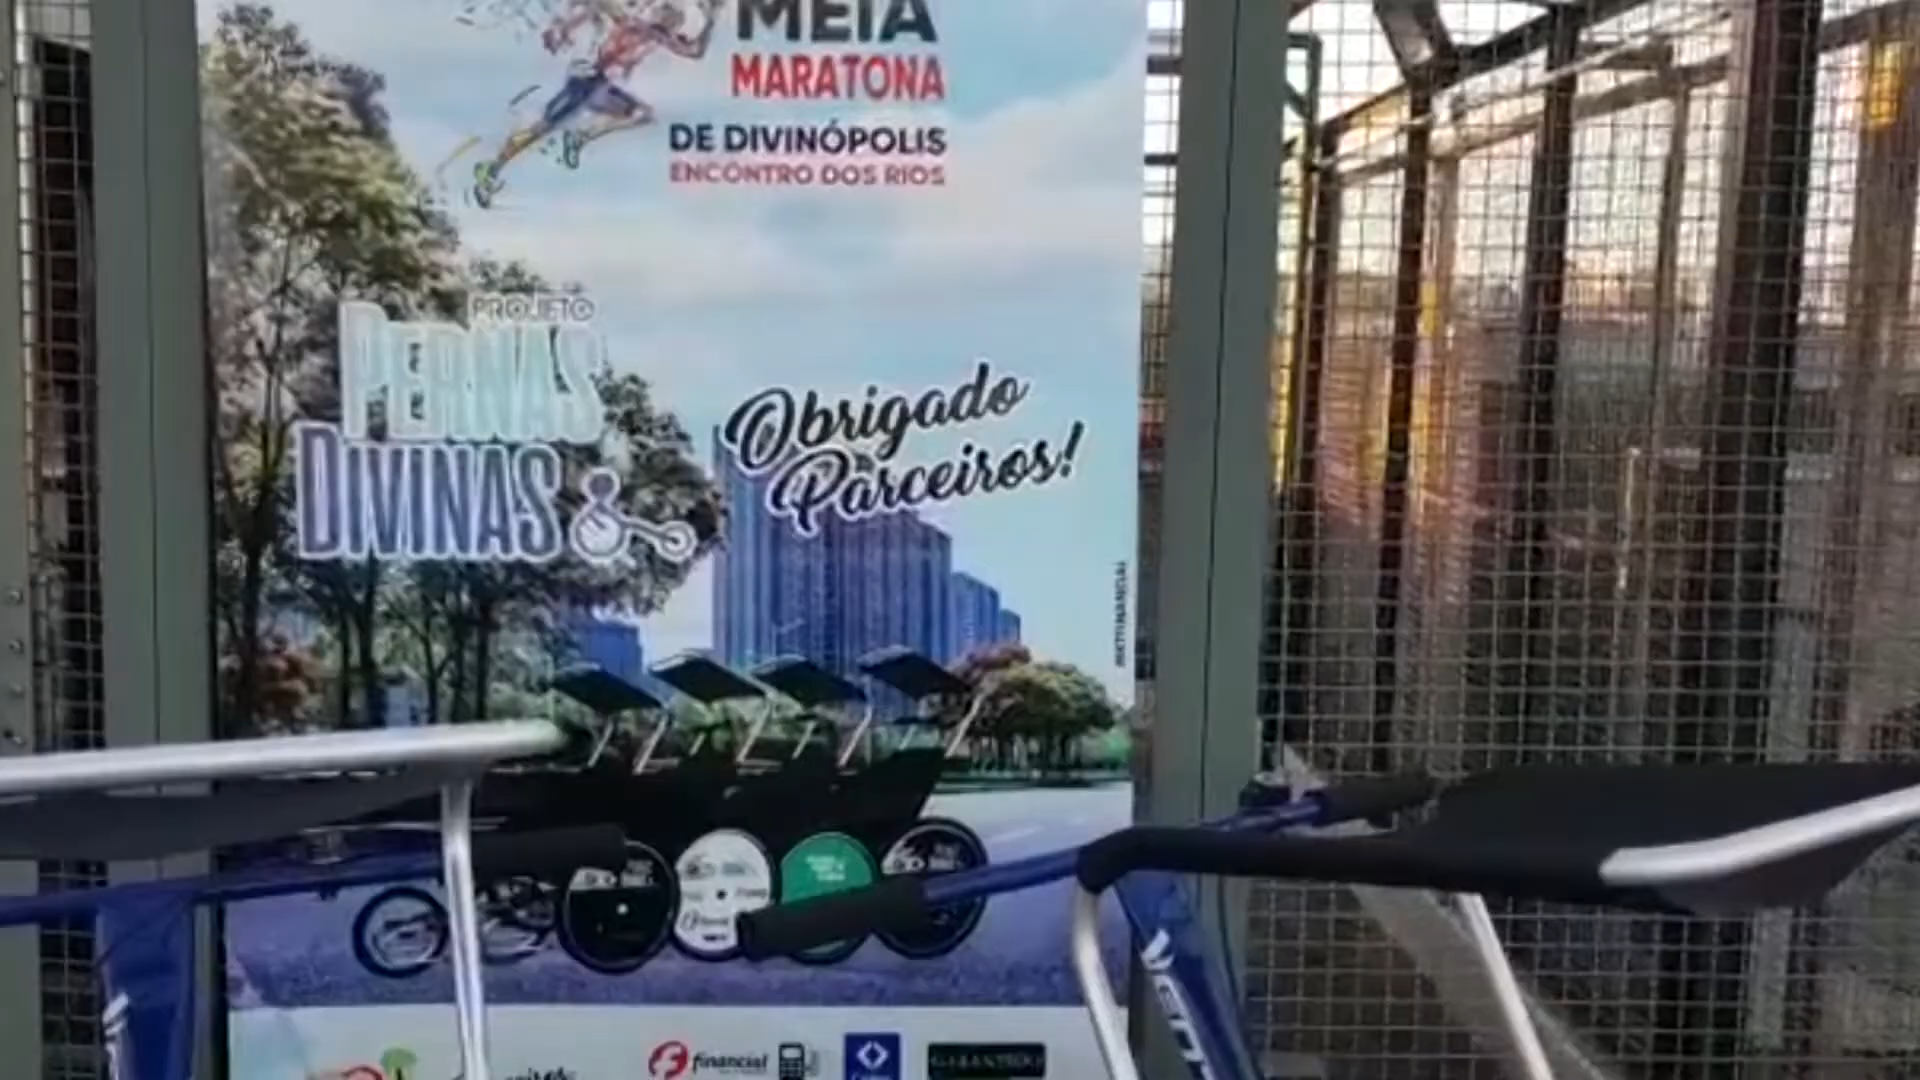 MEIA
MARATONA
DE DIVINÓPOLIS
ENCONTRO DOS RIOS
PROJETO
PERNAS
DIVINAS
Obrigado
Parceiros!
financial